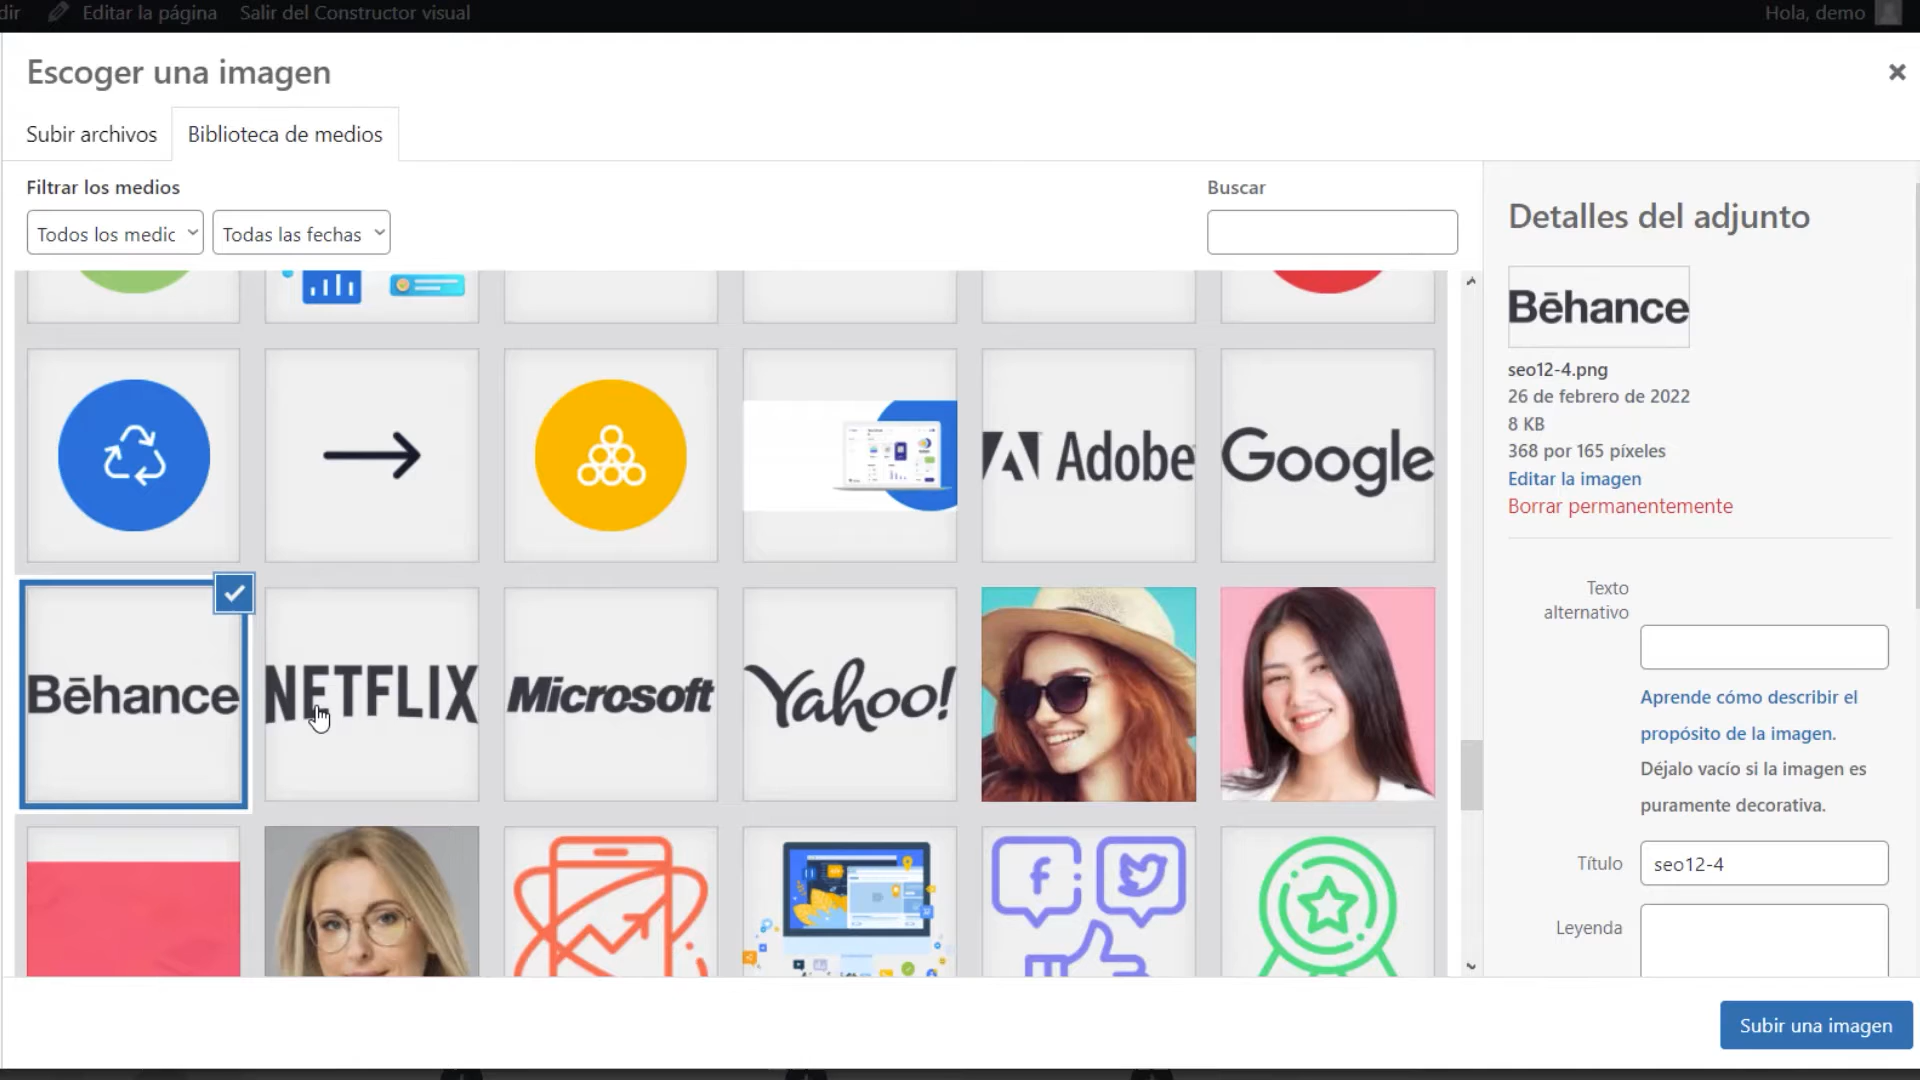 dir Editar la página Salir del Constructor visual Hola, demo
Escoger una imagen
Subir archivos Biblioteca de medios
Filtrar los medios
Buscar
Todos los medic Todas las fechas
Detalles del adjunto
Bēhance
seo12-4.png
26 de febrero de 2022
8 KB
368 por 165 píxeles
Editar la imagen
Borrar permanentemente
Adobe Google
Texto
alternativo
Bēhance NETFLIX Microsoft Yahoo!
Aprende cómo describir el
propósito de la imagen.
Déjalo vacío si la imagen es
puramente decorativa.
Título seo12-4
Leyenda
Subir una imagen